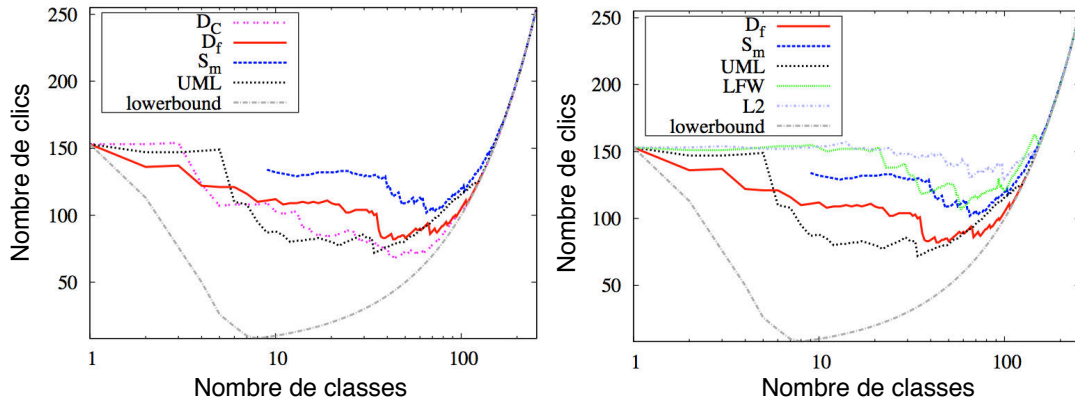 250
200
150
100
50
Nombre de clics
D_C
D_f
S_m
UML
lowerbound
1
10
100
Nombre de classes
250
200
150
100
50
Nombre de clics
D_f
S_m
UML
LFW
L2
lowerbound
1
10
100
Nombre de classes